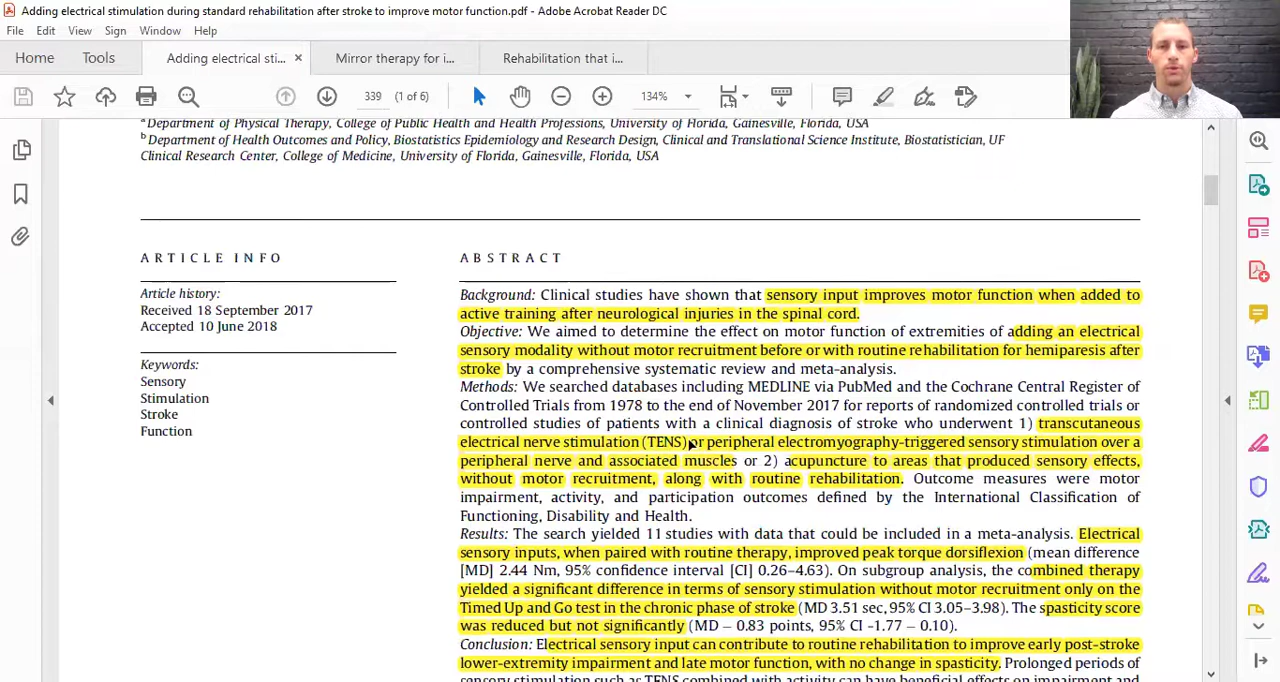 Adding electrical stimulation during standard rehabilitation after stroke to improve motor function.pdf - Adobe Acrobat Reader DC
File Edit View Sign Window Help
Home Tools Adding electrical sti... × Mirror therapy for i... Rehabilitation that i...
339 (1 of 6) 134%
a Department of Physical Therapy, College of Public Health and Health Professions, University of Florida, Gainesville, Florida, USA
b Department of Health Outcomes and Policy, Biostatistics Epidemiology and Research Design, Clinical and Translational Science Institute, Biostatistician, UF
Clinical Research Center, College of Medicine, University of Florida, Gainesville, Florida, USA
ARTICLE INFO
Article history:
Received 18 September 2017
Accepted 10 June 2018
Keywords:
Sensory
Stimulation
Stroke
Function
ABSTRACT
Background: Clinical studies have shown that sensory input improves motor function when added to
active training after neurological injuries in the spinal cord.
Objective: We aimed to determine the effect on motor function of extremities of adding an electrical
sensory modality without motor recruitment before or with routine rehabilitation for hemiparesis after
stroke by a comprehensive systematic review and meta-analysis.
Methods: We searched databases including MEDLINE via PubMed and the Cochrane Central Register of
Controlled Trials from 1978 to the end of November 2017 for reports of randomized controlled trials or
controlled studies of patients with a clinical diagnosis of stroke who underwent 1) transcutaneous
electrical nerve stimulation (TENS) or peripheral electromyography-triggered sensory stimulation over a
peripheral nerve and associated muscles or 2) acupuncture to areas that produced sensory effects,
without motor recruitment, along with routine rehabilitation. Outcome measures were motor
impairment, activity, and participation outcomes defined by the International Classification of
Functioning, Disability and Health.
Results: The search yielded 11 studies with data that could be included in a meta-analysis. Electrical
sensory inputs, when paired with routine therapy, improved peak torque dorsiflexion (mean difference
[MD] 2.44 Nm, 95% confidence interval [CI] 0.26–4.63). On subgroup analysis, the combined therapy
yielded a significant difference in terms of sensory stimulation without motor recruitment only on the
Timed Up and Go test in the chronic phase of stroke (MD 3.51 sec, 95% CI 3.05–3.98). The spasticity score
was reduced but not significantly (MD – 0.83 points, 95% CI -1.77 – 0.10).
Conclusion: Electrical sensory input can contribute to routine rehabilitation to improve early post-stroke
lower-extremity impairment and late motor function, with no change in spasticity. Prolonged periods of
sensory stimulation such as TENS combined with activity can have beneficial effects on impairment and